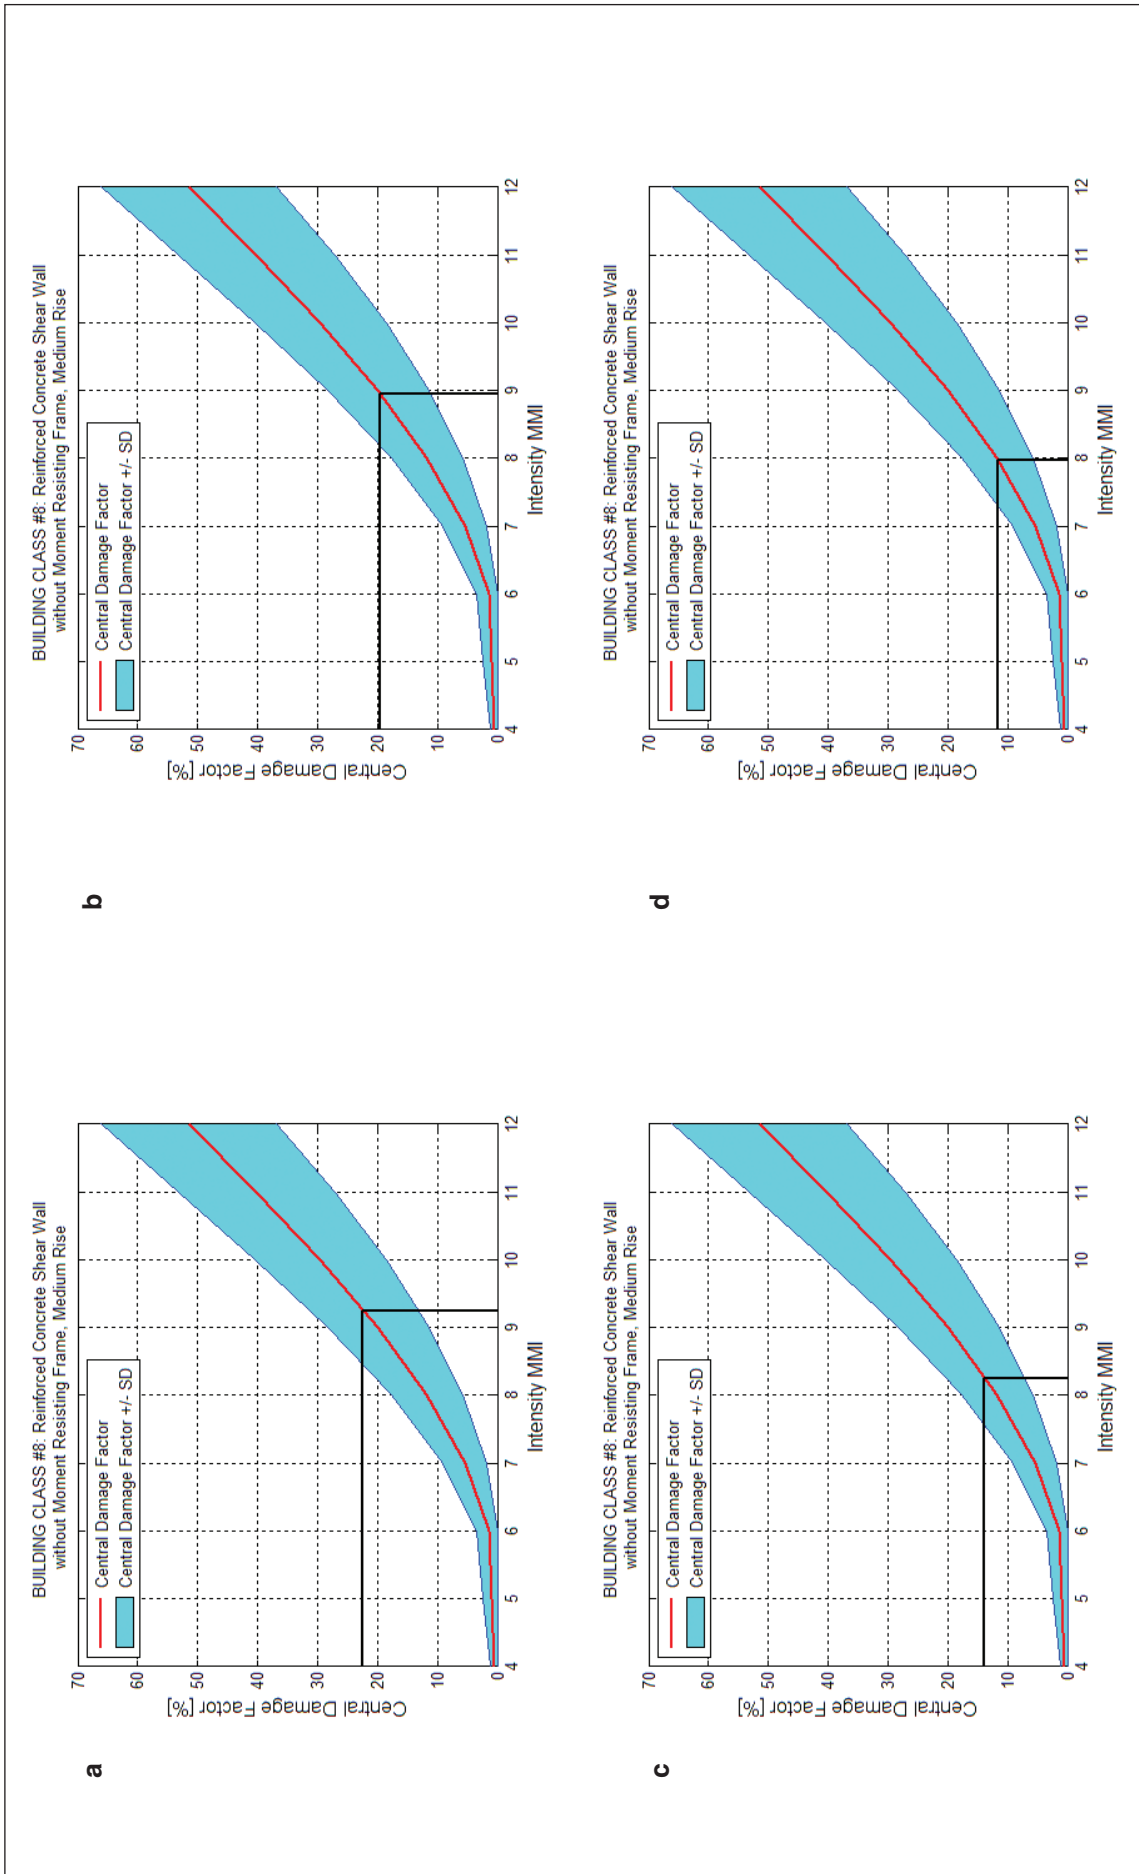 a
BUILDING CLASS #8: Reinforced Concrete Shear Wall
without Moment Resisting Frame, Medium Rise
Central Damage Factor
Central Damage Factor +/- SD
Central Damage Factor [%]
70
60
50
40
30
20
10
0
4 5 6 7 8 9 10 11 12
Intensity MMI
b
BUILDING CLASS #8: Reinforced Concrete Shear Wall
without Moment Resisting Frame, Medium Rise
Central Damage Factor
Central Damage Factor +/- SD
Central Damage Factor [%]
70
60
50
40
30
20
10
0
4 5 6 7 8 9 10 11 12
Intensity MMI
c
BUILDING CLASS #8: Reinforced Concrete Shear Wall
without Moment Resisting Frame, Medium Rise
Central Damage Factor
Central Damage Factor +/- SD
Central Damage Factor [%]
70
60
50
40
30
20
10
0
4 5 6 7 8 9 10 11 12
Intensity MMI
d
BUILDING CLASS #8: Reinforced Concrete Shear Wall
without Moment Resisting Frame, Medium Rise
Central Damage Factor
Central Damage Factor +/- SD
Central Damage Factor [%]
70
60
50
40
30
20
10
0
4 5 6 7 8 9 10 11 12
Intensity MMI